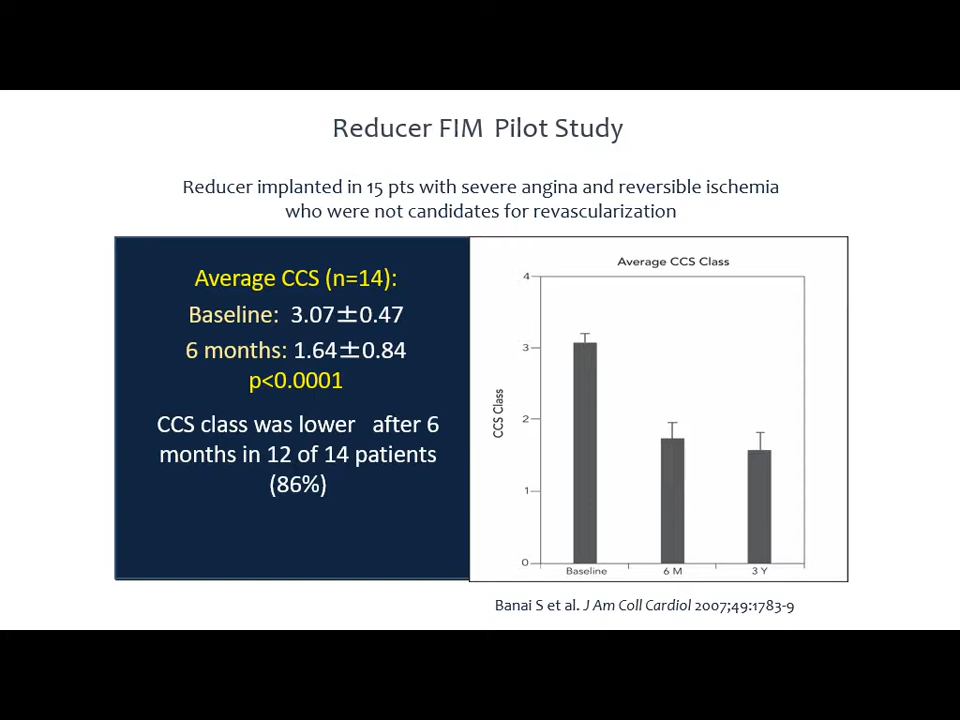 Reducer FIM Pilot Study
Reducer implanted in 15 pts with severe angina and reversible ischemia
who were not candidates for revascularization
Average CCS (n=14):
Baseline: 3.07±0.47
6 months: 1.64±0.84
p<0.0001
CCS class was lower after 6
months in 12 of 14 patients
(86%)
Average CCS Class
CCS Class
4
3
2
1
0
Baseline 6 M 3 Y
Banai S et al. J Am Coll Cardiol 2007;49:1783-9